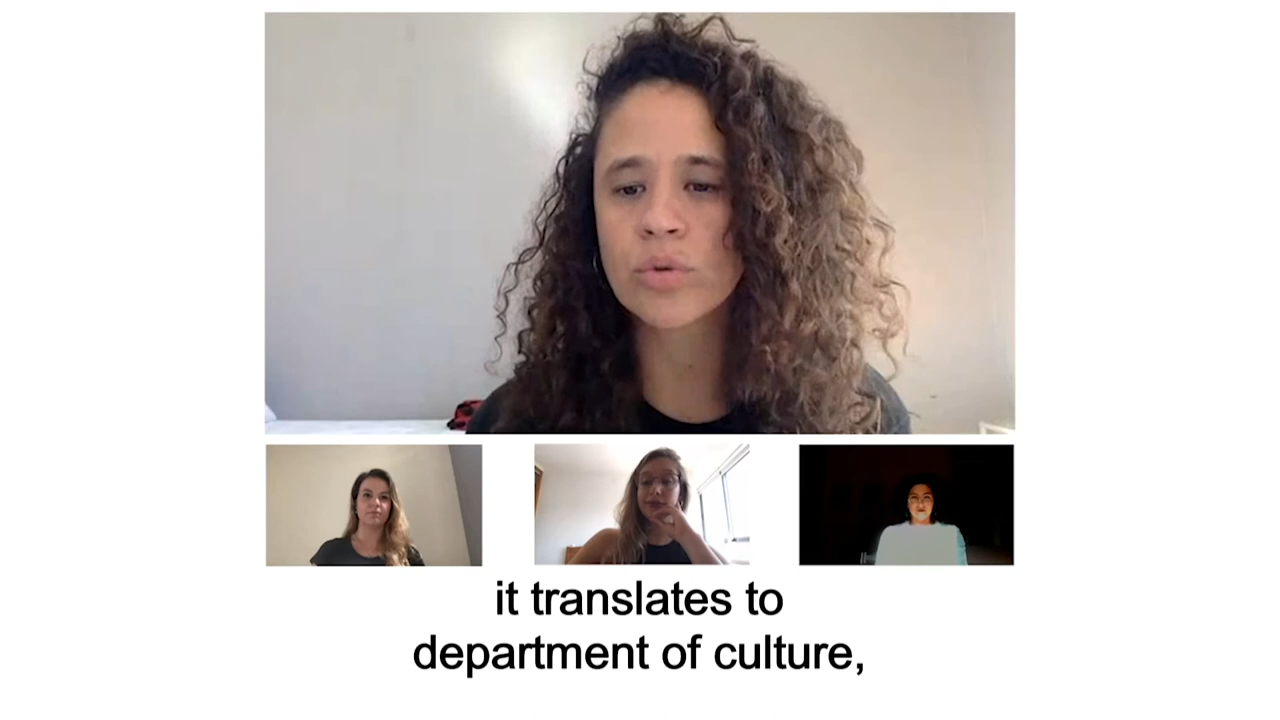 it translates to
department of culture,